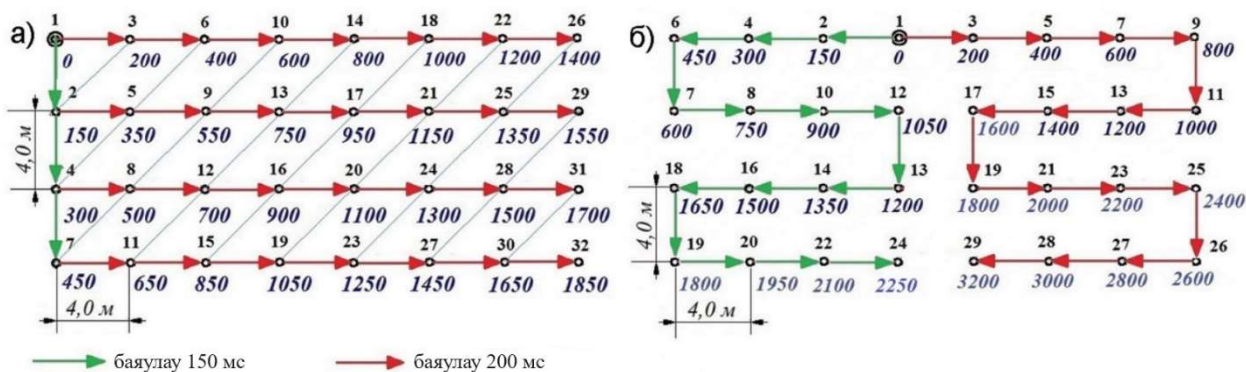 а) 1 3 6 10 14 18 22 26 б) 6 4 2 1 3 5 7 9
0 200 400 600 800 1000 1200 1400 450 300 150 0 200 400 600 800
2 5 9 13 17 21 25 29 7 8 10 12 17 15 13 11
150 350 550 750 950 1150 1350 1550 600 750 900 1050 1600 1400 1200 1000
4,0 м
4 8 12 16 20 24 28 31 18 16 14 13 19 21 23 25
300 500 700 900 1100 1300 1500 1700 1650 1500 1350 1200 1800 2000 2200 2400
4,0 м
7 11 15 19 23 27 30 32 19 20 22 24 29 28 27 26
450 650 850 1050 1250 1450 1650 1850 1800 1950 2100 2250 3200 3000 2800 2600
4,0 м 4,0 м
баяулау 150 мс баяулау 200 мс